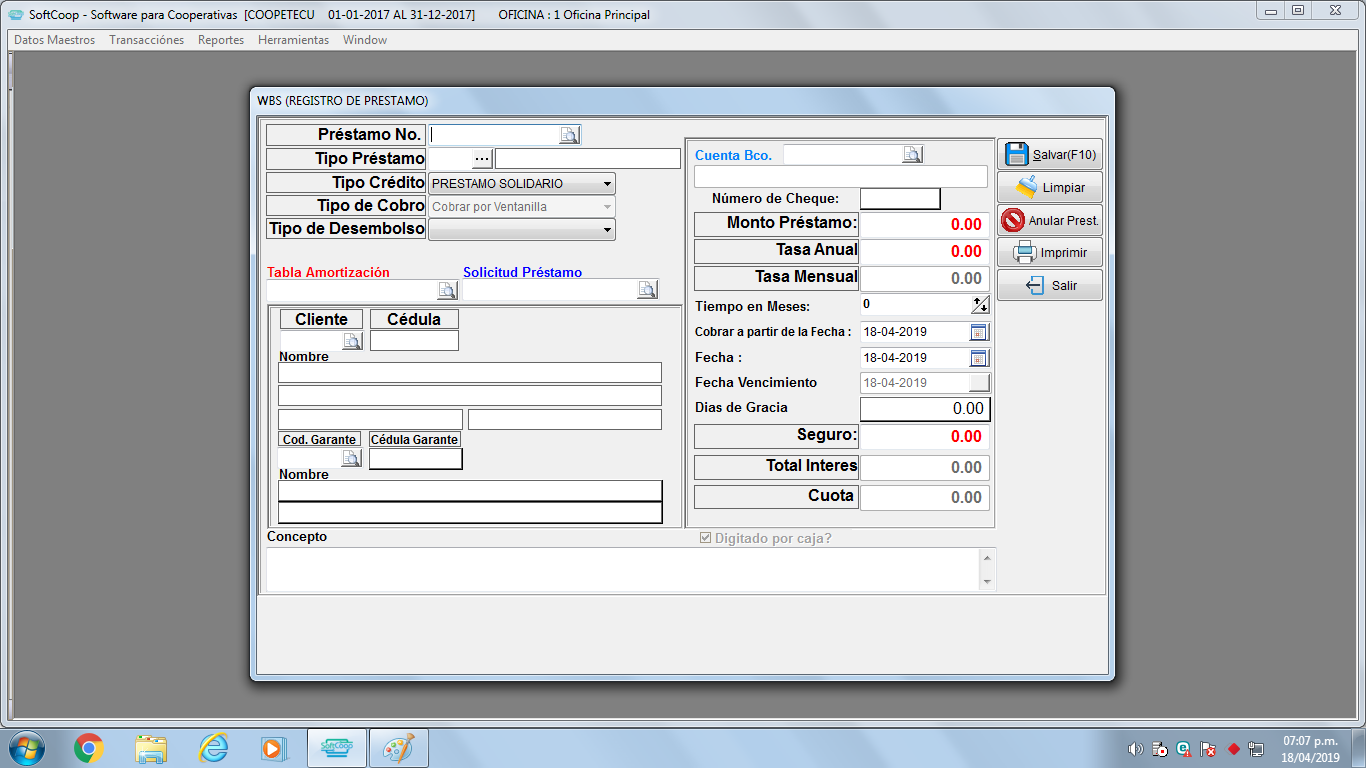 SoftCoop - Software para Cooperativas [COOPETECU 01-01-2017 AL 31-12-2017] OFICINA : 1 Oficina Principal
Datos Maestros Transacciónes Reportes Herramientas Window
WBS (REGISTRO DE PRESTAMO)
Préstamo No.
Tipo Préstamo ...
Tipo Crédito PRESTAMO SOLIDARIO
Tipo de Cobro Cobrar por Ventanilla
Tipo de Desembolso
Tabla Amortización Solicitud Préstamo
Cliente Cédula
Nombre
Cod. Garante Cédula Garante
Nombre
Concepto
Cuenta Bco.
Número de Cheque:
Monto Préstamo: 0.00
Tasa Anual 0.00
Tasa Mensual 0.00
Tiempo en Meses: 0
Cobrar a partir de la Fecha : 18-04-2019
Fecha : 18-04-2019
Fecha Vencimiento 18-04-2019
Dias de Gracia 0.00
Seguro: 0.00
Total Interes 0.00
Cuota 0.00
Digitado por caja?
Salvar(F10)
Limpiar
Anular Prest.
Imprimir
Salir
SoftCoop
07:07 p.m.
18/04/2019